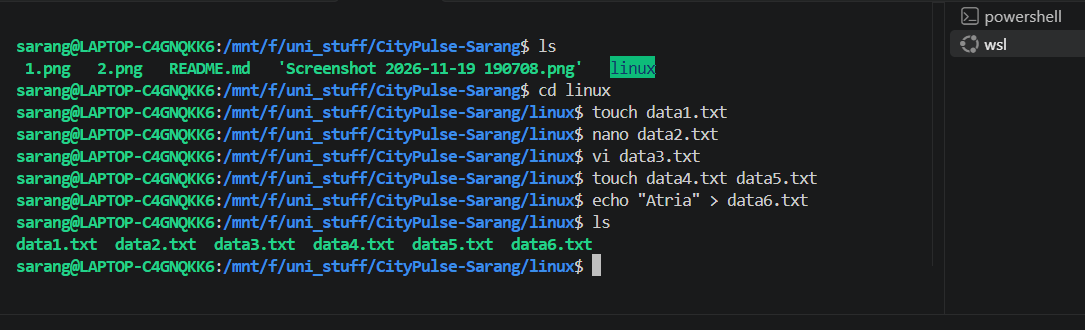 sarang@LAPTOP-C4GNQKK6:/mnt/f/uni_stuff/CityPulse-Sarang$ ls
1.png 2.png README.md 'Screenshot 2026-11-19 190708.png' linux
sarang@LAPTOP-C4GNQKK6:/mnt/f/uni_stuff/CityPulse-Sarang$ cd linux
sarang@LAPTOP-C4GNQKK6:/mnt/f/uni_stuff/CityPulse-Sarang/linux$ touch data1.txt
sarang@LAPTOP-C4GNQKK6:/mnt/f/uni_stuff/CityPulse-Sarang/linux$ nano data2.txt
sarang@LAPTOP-C4GNQKK6:/mnt/f/uni_stuff/CityPulse-Sarang/linux$ vi data3.txt
sarang@LAPTOP-C4GNQKK6:/mnt/f/uni_stuff/CityPulse-Sarang/linux$ touch data4.txt data5.txt
sarang@LAPTOP-C4GNQKK6:/mnt/f/uni_stuff/CityPulse-Sarang/linux$ echo "Atria" > data6.txt
sarang@LAPTOP-C4GNQKK6:/mnt/f/uni_stuff/CityPulse-Sarang/linux$ ls
data1.txt data2.txt data3.txt data4.txt data5.txt data6.txt
sarang@LAPTOP-C4GNQKK6:/mnt/f/uni_stuff/CityPulse-Sarang/linux$
powershell
wsl